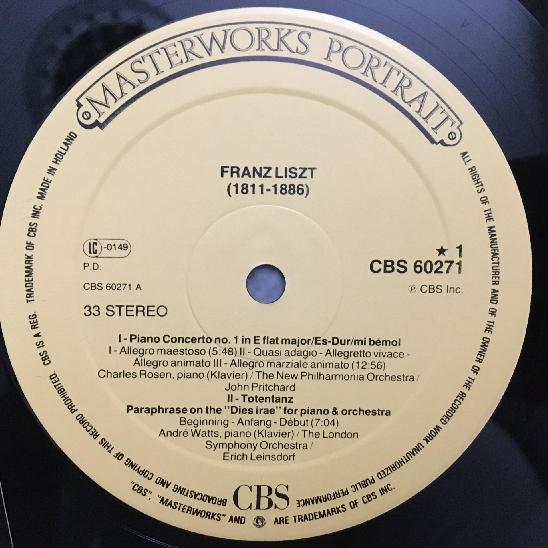 MASTERWORKS PORTRAIT
FRANZ LISZT
(1811-1886)
LC-0149
P.D.
CBS 60271 A
33 STEREO
★ 1
CBS 60271
℗ CBS Inc.
I - Piano Concerto no. 1 in E flat major/Es-Dur/mi bémol
I - Allegro maestoso (5:48) II - Quasi adagio - Allegretto vivace -
Allegro animato III - Allegro marziale animato (12:56)
Charles Rosen, piano (Klavier) / The New Philharmonia Orchestra /
John Pritchard
II - Totentanz
Paraphrase on the "Dies irae" for piano & orchestra
Beginning - Anfang - Début (7:04)
André Watts, piano (Klavier) / The London
Symphony Orchestra /
Erich Leinsdorf
ALL RIGHTS OF THE MANUFACTURER AND OF THE OWNER OF THE RECORDED WORK UNAUTHORIZED PUBLIC PERFORMANCE
BROADCASTING AND COPYING OF THIS RECORD PROHIBITED. CBS IS A REG. TRADEMARK OF CBS INC. MADE IN HOLLAND
CBS
"CBS", "MASTERWORKS" AND ARE TRADEMARKS OF CBS INC.